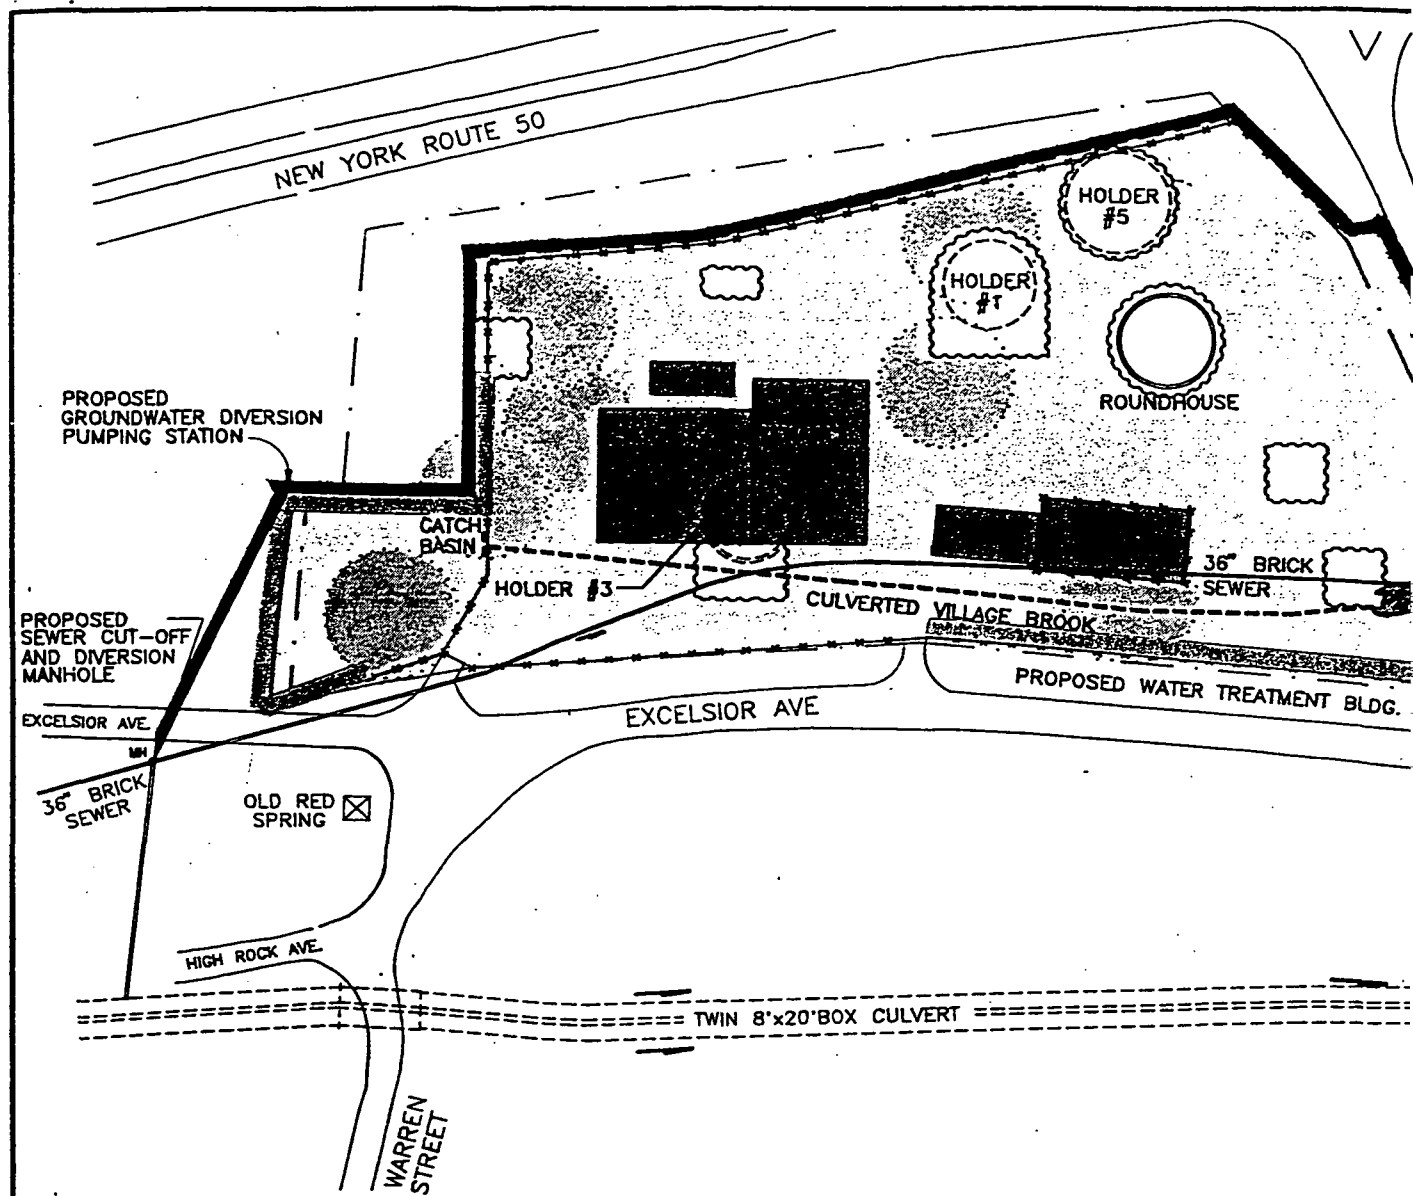 NEW YORK ROUTE 50
HOLDER
#5
HOLDER
ROUNDHOUSE
PROPOSED
GROUNDWATER DIVERSION
PUMPING STATION
CATCH
BASIN
HOLDER #3
36" BRICK
SEWER
CULVERTED VILLAGE BROOK
PROPOSED
SEWER CUT-OFF
AND DIVERSION
MANHOLE
PROPOSED WATER TREATMENT BLDG.
EXCELSIOR AVE.
EXCELSIOR AVE
MH
36" BRICK
SEWER
OLD RED
SPRING
HIGH ROCK AVE.
TWIN 8'x20'BOX CULVERT
WARREN
STREET